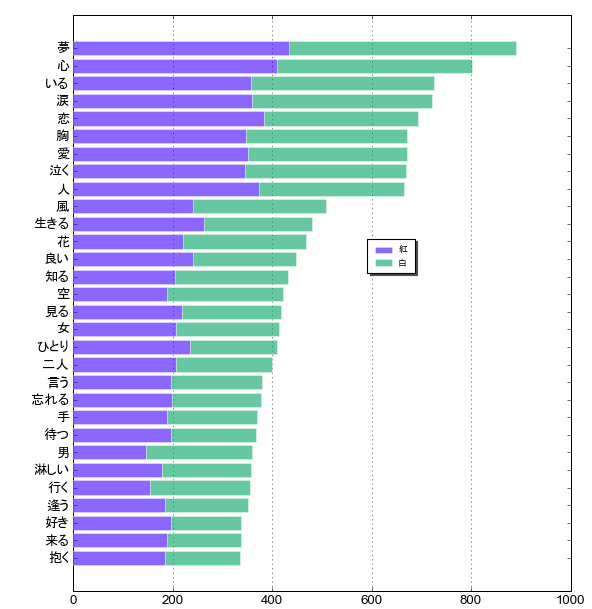 夢
心
いる
涙
恋
胸
愛
泣く
人
風
生きる
花
良い
知る
空
見る
女
ひとり
二人
言う
忘れる
手
待つ
男
淋しい
行く
逢う
好き
来る
抱く
紅
白
0 200 400 600 800 1000